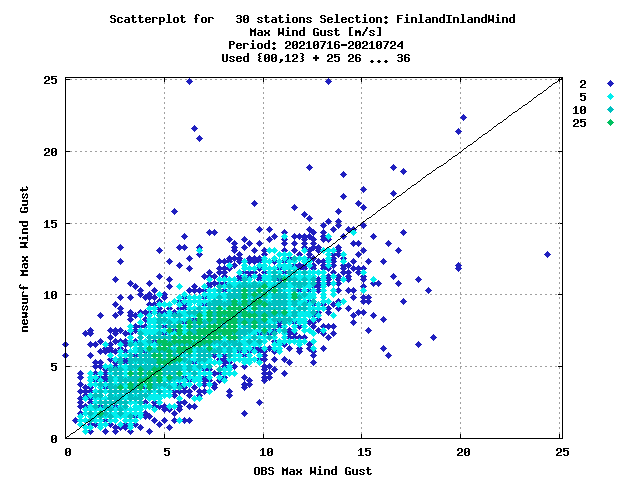 Scatterplot for   30 stations Selection: FinlandInlandWind
Max Wind Gust [m/s]
Period: 20210716-20210724
Used {00,12} + 25 26 ... 36
2
5
10
25
newsurf Max Wind Gust
25
20
15
10
5
0
0 5 10 15 20 25
OBS Max Wind Gust